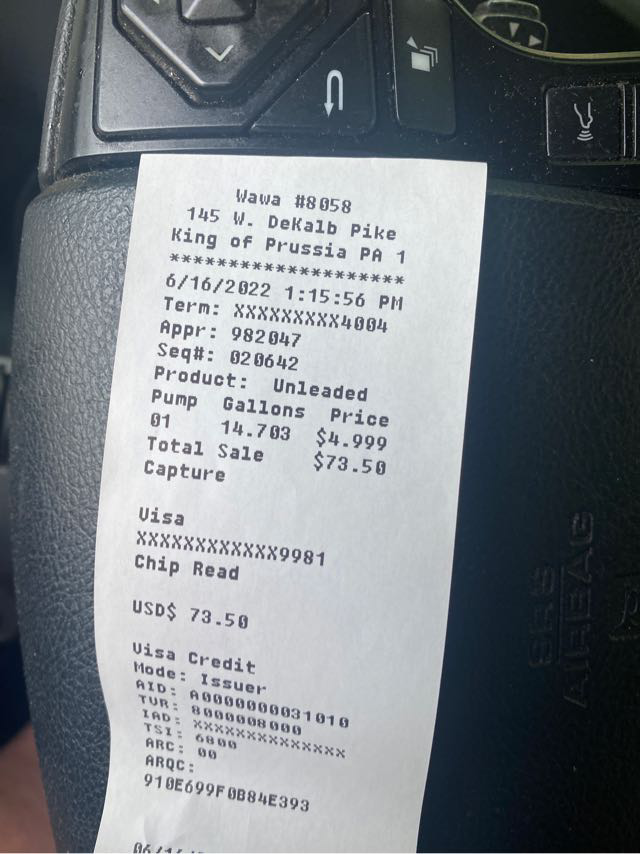 Wawa #8058
145 W. DeKalb Pike
King of Prussia PA 1
********************
6/16/2022 1:15:56 PM
Term: XXXXXXXXX4004
Appr: 982047
Seq#: 020642
Product: Unleaded
Pump Gallons Price
01 14.703 $4.999
Total Sale $73.50
Capture
Visa
XXXXXXXXXXXX9981
Chip Read
USD$ 73.50
Visa Credit
Mode: Issuer
AID: A0000000031010
TVR: 8000008000
IAD: XXXXXXXXXXXXXX
TSI: 6800
ARC: 00
ARQC:
910E699F0B84E393
SRS
AIRBAG